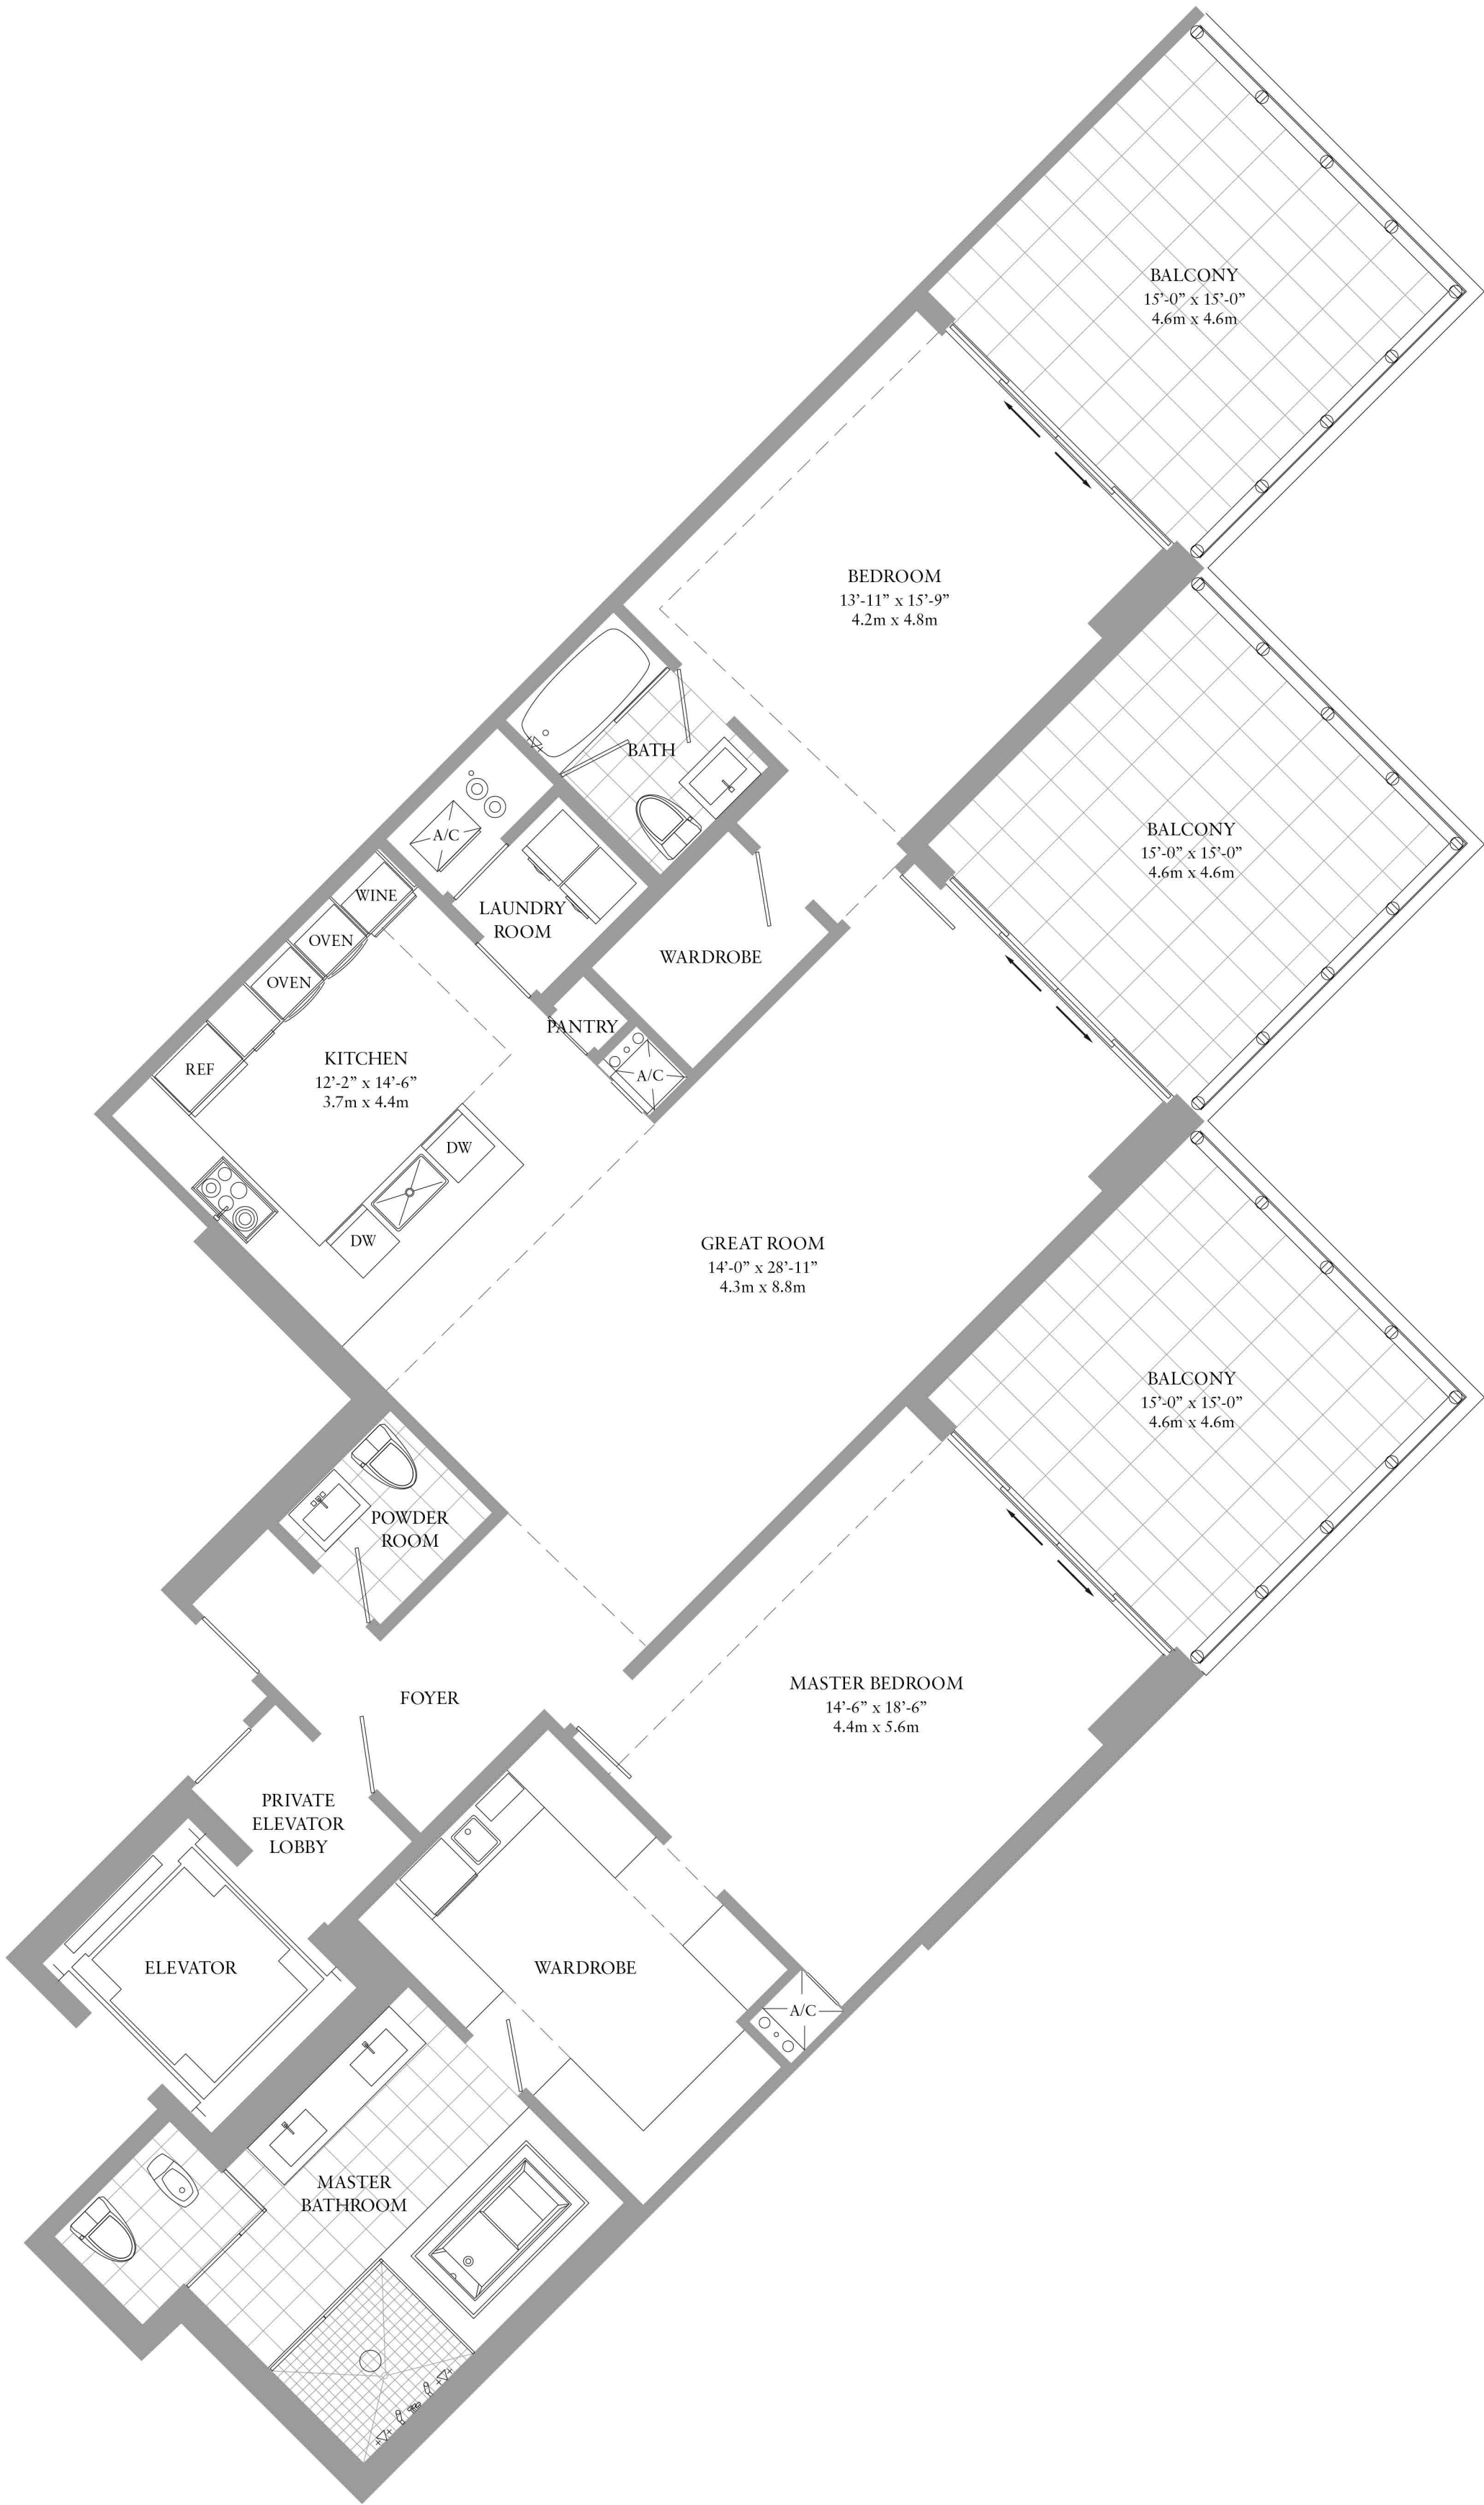 BALCONY
15’-0” x 15’-0”
4.6m x 4.6m
BEDROOM
13’-11” x 15’-9”
4.2m x 4.8m
BATH
A/C
BALCONY
15’-0” x 15’-0”
4.6m x 4.6m
WINE
LAUNDRY
ROOM
OVEN
WARDROBE
OVEN
PANTRY
KITCHEN
12’-2” x 14’-6”
3.7m x 4.4m
REF
A/C
DW
DW
GREAT ROOM
14’-0” x 28’-11”
4.3m x 8.8m
BALCONY
15’-0” x 15’-0”
4.6m x 4.6m
POWDER
ROOM
MASTER BEDROOM
14’-6” x 18’-6”
4.4m x 5.6m
FOYER
PRIVATE
ELEVATOR
LOBBY
ELEVATOR
WARDROBE
A/C
MASTER
BATHROOM